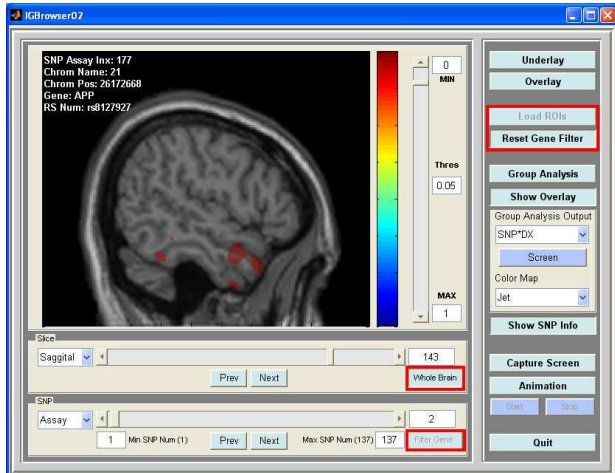 IGBrowser02
SNP Assay Inx: 177
Chrom Name: 21
Chrom Pos: 26172668
Gene: APP
RS Num: rs8127927
0
MIN
Thres
0.05
MAX
1
Slice
Saggital
143
Prev
Next
Whole Brain
SNP
Assay
2
1
Min SNP Num (1)
Prev
Next
Max SNP Num (137)
137
Filter Gene
Underlay
Overlay
Load ROIs
Reset Gene Filter
Group Analysis
Show Overlay
Group Analysis Output
SNP*DX
Screen
Color Map
Jet
Show SNP Info
Capture Screen
Animation
Start
Stop
Quit